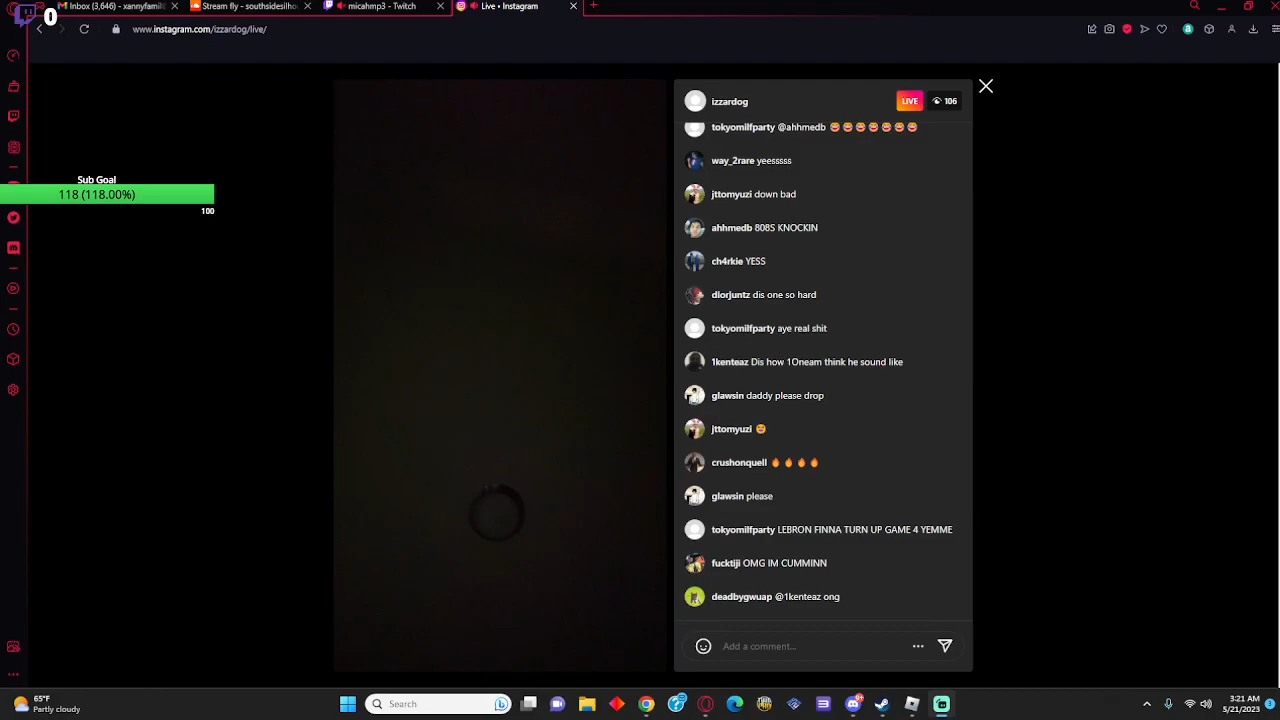 0
Inbox (3,646) - xannyfamil
Stream fly - southsidesilhou
micahmp3 - Twitch
Live • Instagram
www.instagram.com/izzardog/live/
izzardog
LIVE
106
tokyomilfparty @ahhmedb
way_2rare yeesssss
Sub Goal
118 (118.00%)
100
jttomyuzi down bad
ahhmedb 808S KNOCKIN
ch4rkie YESS
dlorjuntz dis one so hard
tokyomilfparty aye real shit
1kenteaz Dis how 1Oneam think he sound like
glawsin daddy please drop
jttomyuzi
crushonquell
glawsin please
tokyomilfparty LEBRON FINNA TURN UP GAME 4 YEMME
fucktiji OMG IM CUMMINN
deadbygwuap @1kenteaz ong
Add a comment...
65°F
Partly cloudy
Search
3:21 AM
5/21/2023